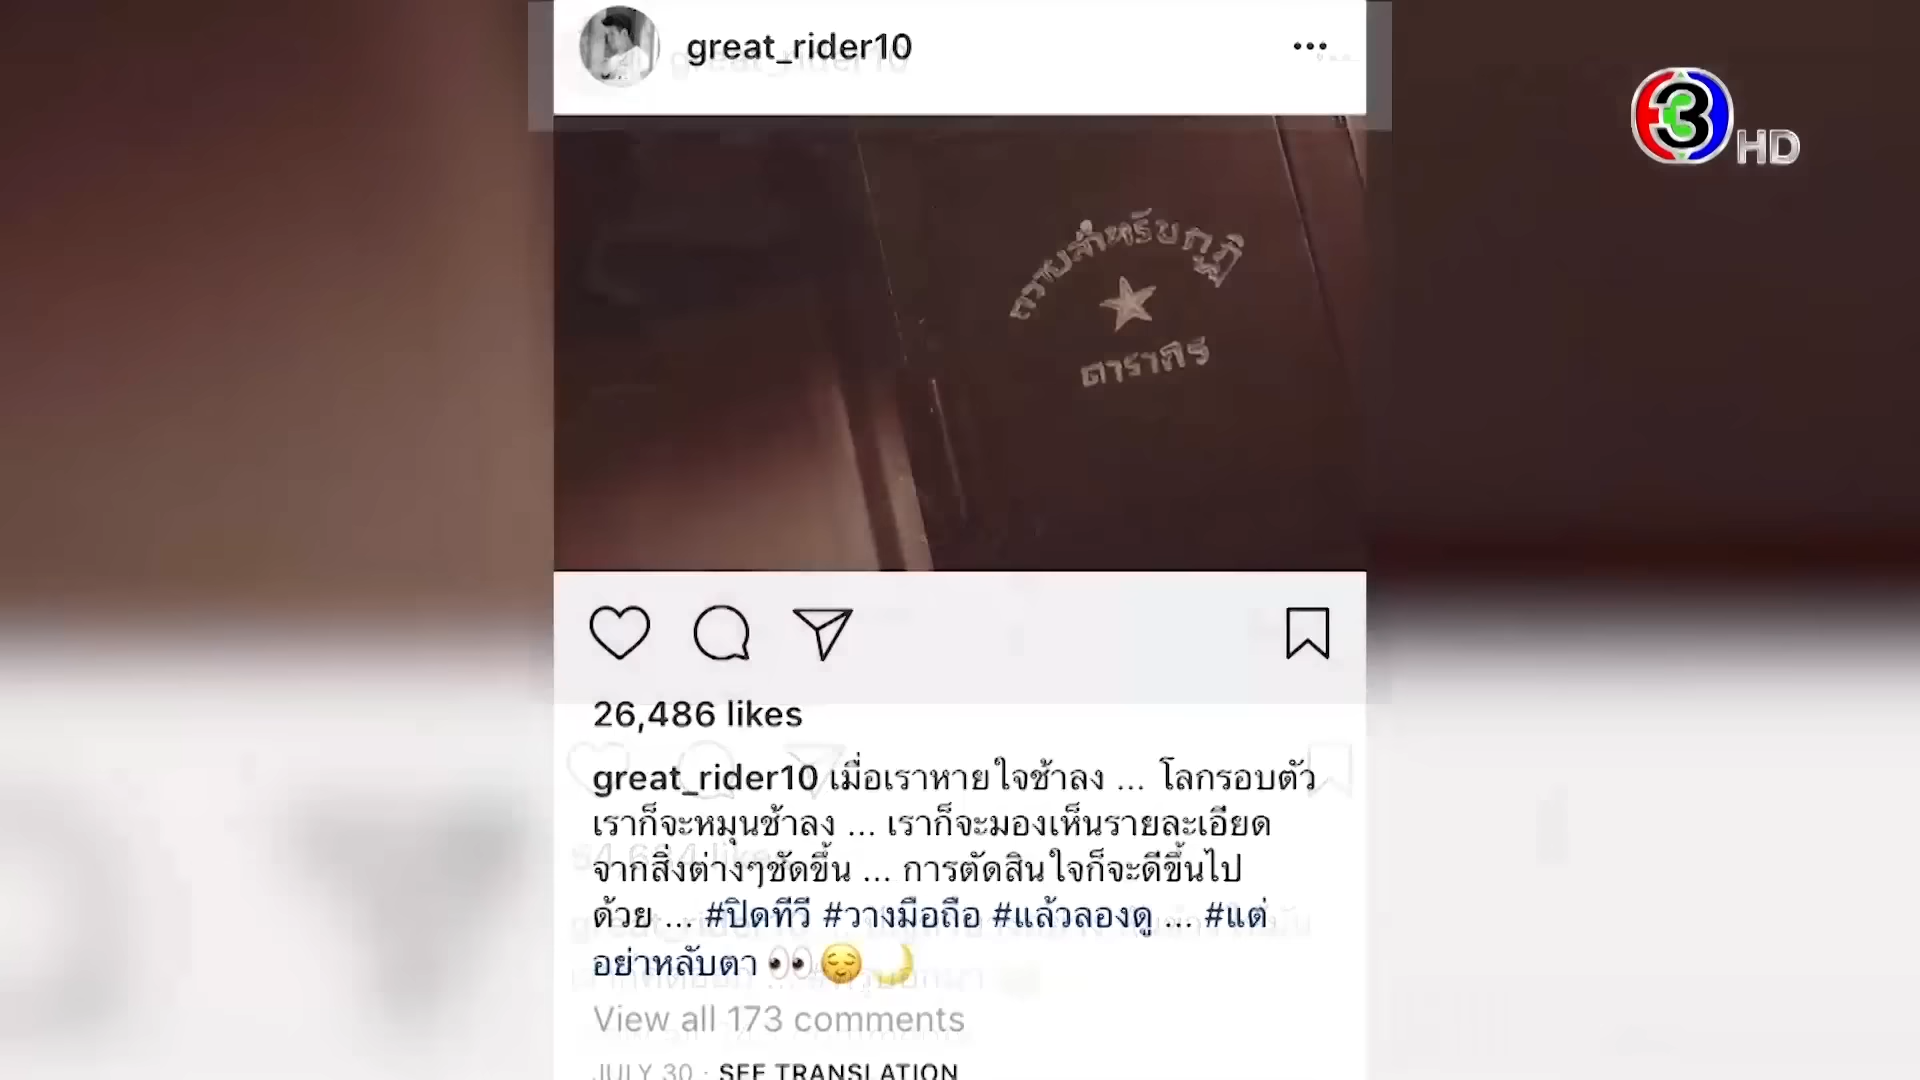 great_rider10
3 HD
ถวายสำหรับกุฏิ
ดาราภิร
26,486 likes
great_rider10 เมื่อเราหายใจช้าลง ... โลกรอบตัว
เราก็จะหมุนช้าลง ... เราก็จะมองเห็นรายละเอียด
จากสิ่งต่างๆชัดขึ้น ... การตัดสินใจก็จะดีขึ้นไป
ด้วย ... #ปิดทีวี #วางมือถือ #แล้วลองดู ... #แต่
อย่าหลับตา 👀😌🌙
View all 173 comments
JULY 30 · SEE TRANSLATION